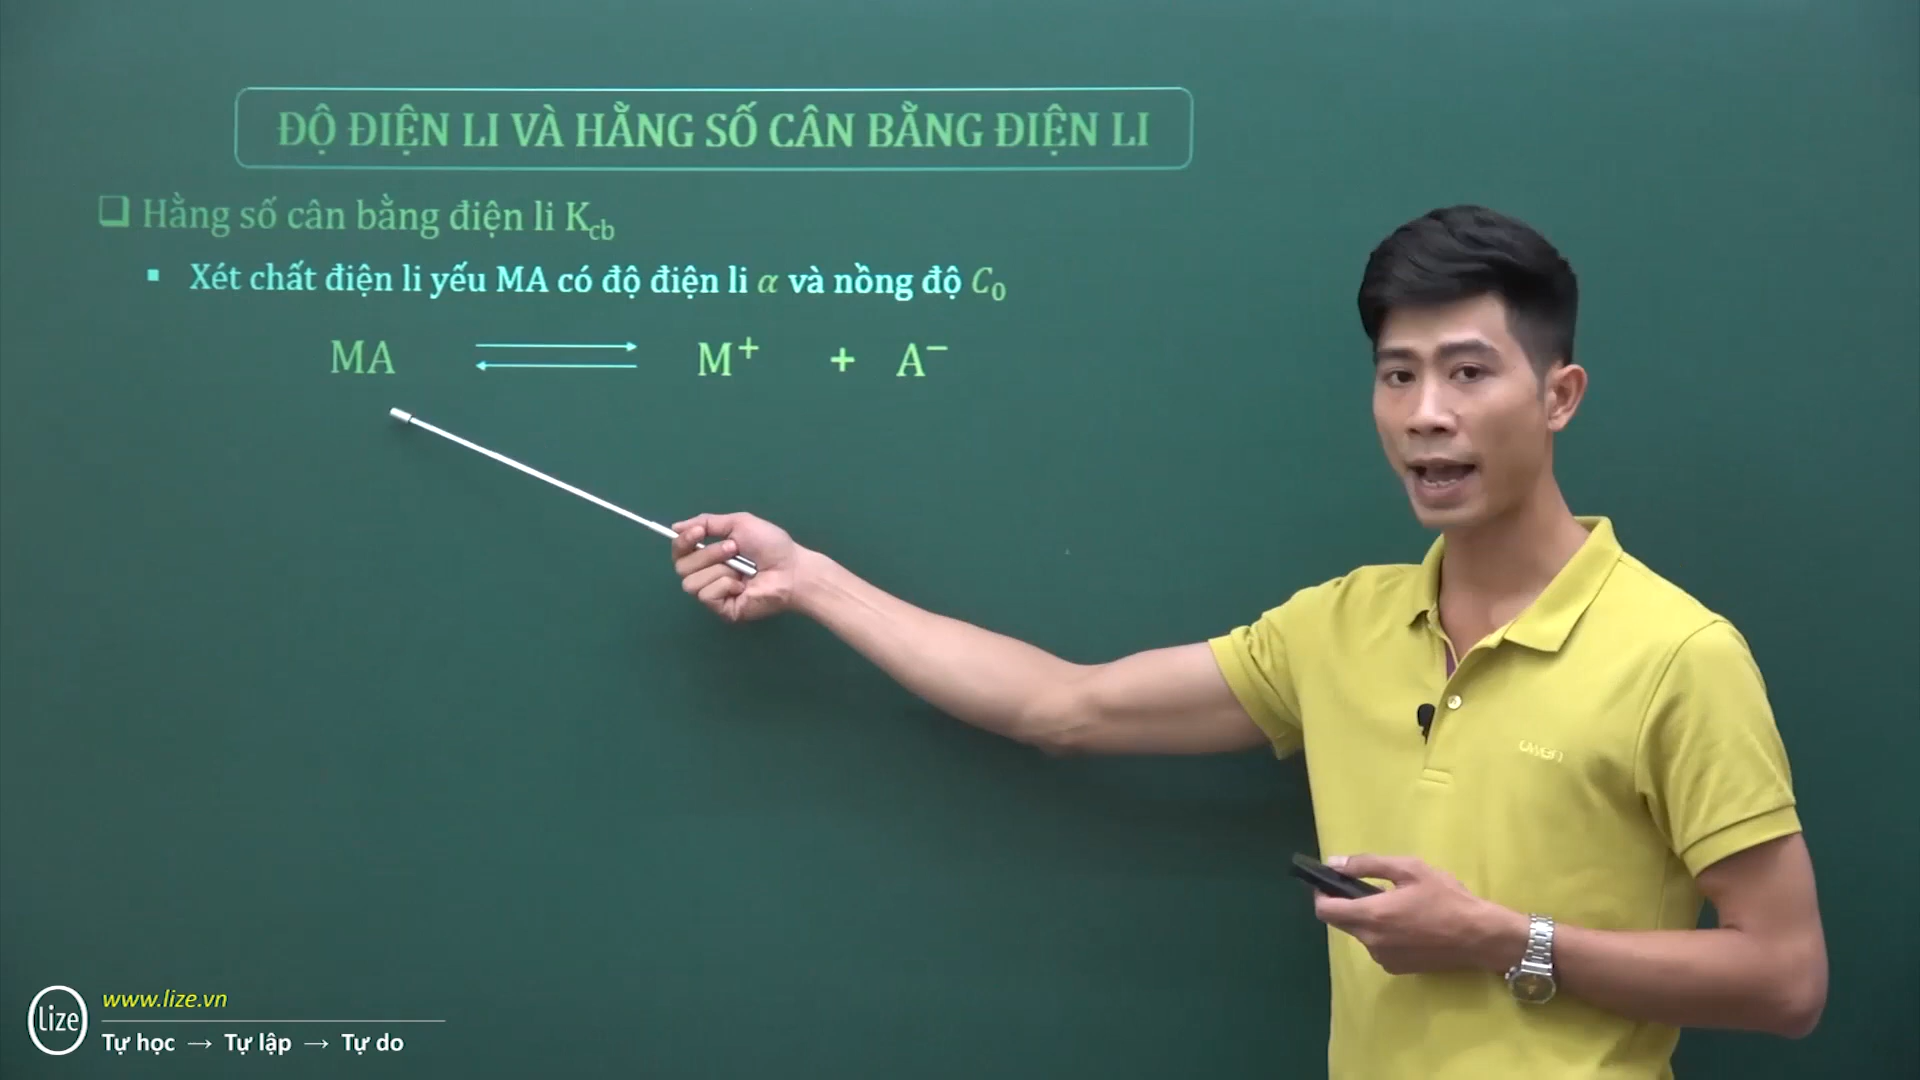 ĐỘ ĐIỆN LI VÀ HẰNG SỐ CÂN BẰNG ĐIỆN LI
❑ Hằng số cân bằng điện li K_cb
▪ Xét chất điện li yếu MA có độ điện li α và nồng độ C₀
MA ⇌ M⁺ + A⁻
owen
lize
www.lize.vn
Tự học → Tự lập → Tự do